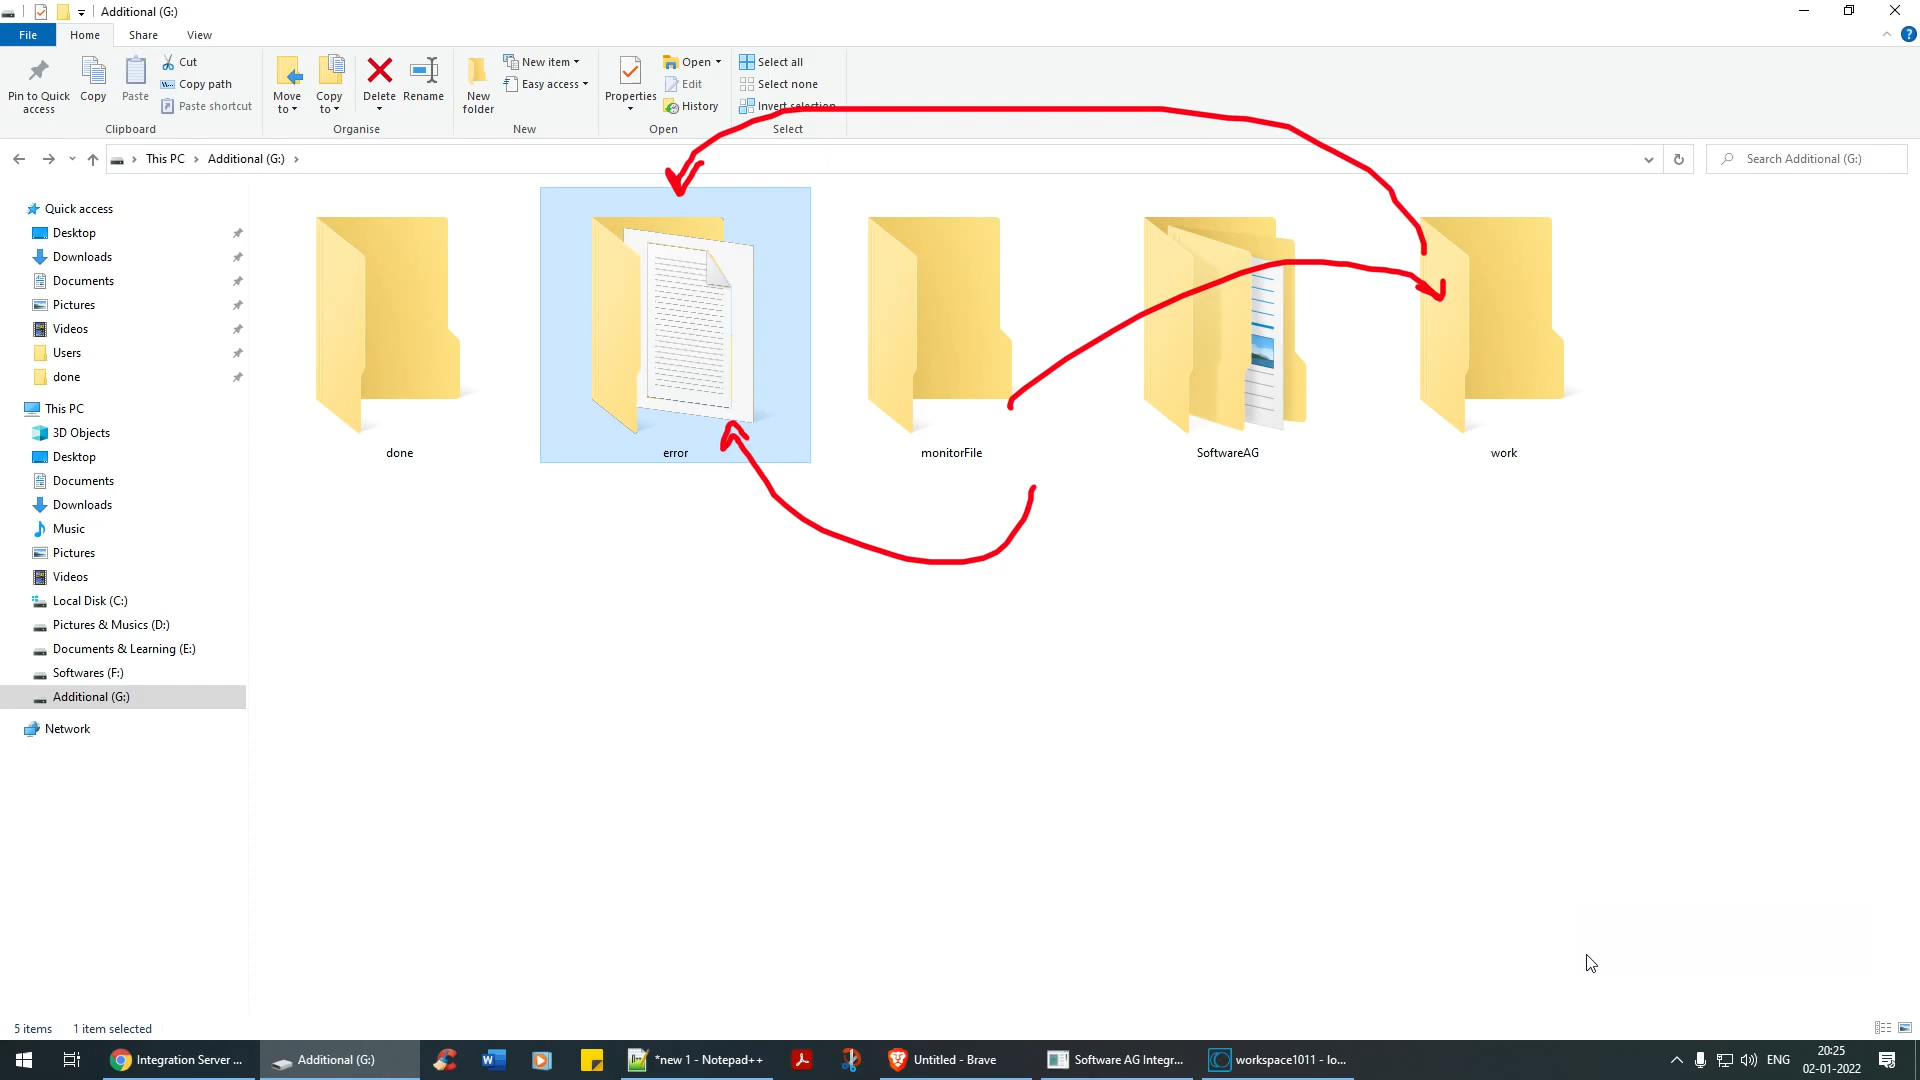 Additional (G:)
File Home Share View
Pin to Quick access
Copy
Paste
Cut
Copy path
Paste shortcut
Clipboard
Move to
Copy to
Delete
Rename
Organise
New folder
New item
Easy access
New
Properties
Open
Edit
History
Open
Select all
Select none
Invert selection
Select
This PC Additional (G:)
Search Additional (G:)
Quick access
Desktop
Downloads
Documents
Pictures
Videos
Users
done
This PC
3D Objects
Desktop
Documents
Downloads
Music
Pictures
Videos
Local Disk (C:)
Pictures & Musics (D:)
Documents & Learning (E:)
Softwares (F:)
Additional (G:)
Network
done error monitorFile SoftwareAG work
5 items 1 item selected
Integration Server ...
Additional (G:)
*new 1 - Notepad++
Untitled - Brave
Software AG Integr...
workspace1011 - lo...
ENG
20:25
02-01-2022